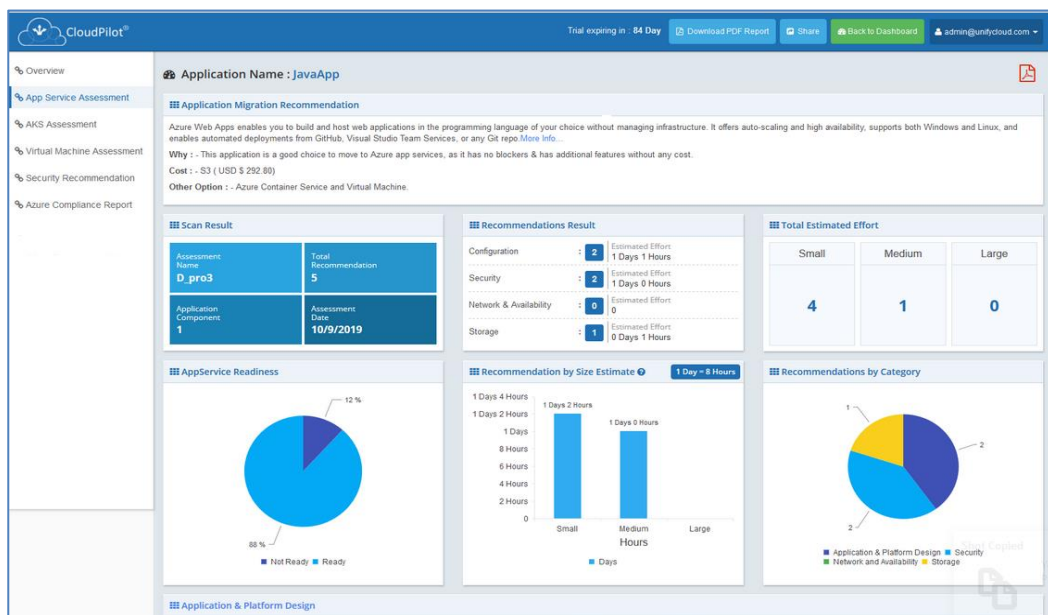 CloudPilot®
Trial expiring in : 84 Day
Download PDF Report
Share
Back to Dashboard
admin@unifycloud.com
Overview
App Service Assessment
AKS Assessment
Virtual Machine Assessment
Security Recommendation
Azure Compliance Report
Application Name : JavaApp
Application Migration Recommendation
Azure Web Apps enables you to build and host web applications in the programming language of your choice without managing infrastructure. It offers auto-scaling and high availability, supports both Windows and Linux, and
enables automated deployments from GitHub, Visual Studio Team Services, or any Git repo.More Info...
Why : - This application is a good choice to move to Azure app services, as it has no blockers & has additional features without any cost.
Cost : - S3 ( USD $ 292.80)
Other Option : - Azure Container Service and Virtual Machine.
Scan Result
Assessment
Name
D_pro3
Total
Recommendation
5
Application
Component
1
Assessment
Date
10/9/2019
Recommendations Result
Configuration : 2 Estimated Effort
1 Days 1 Hours
Security : 2 Estimated Effort
1 Days 0 Hours
Network & Availability : 0 Estimated Effort
0
Storage : 1 Estimated Effort
0 Days 1 Hours
Total Estimated Effort
Small Medium Large
4 1 0
AppService Readiness
12 %
88 %
Not Ready Ready
Recommendation by Size Estimate
1 Day = 8 Hours
1 Days 4 Hours
1 Days 2 Hours
1 Days
8 Hours
6 Hours
4 Hours
2 Hours
0
1 Days 2 Hours
1 Days 0 Hours
Small Medium Large
Hours
Days
Recommendations by Category
1
2
2
Application & Platform Design Security
Network and Availability Storage
Shot Copied
Application & Platform Design